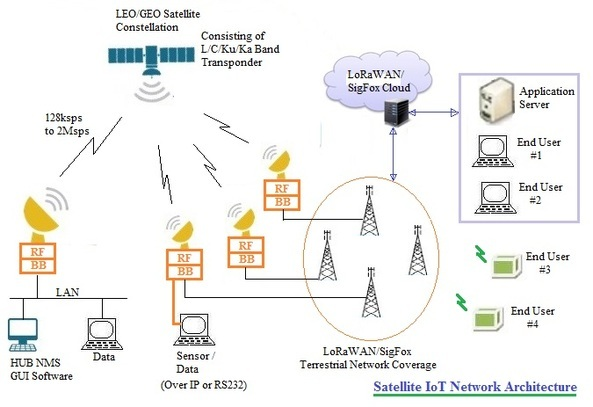 LEO/GEO Satellite
Constellation
Consisting of
L/C/Ku/Ka Band
Transponder
128ksps
to 2Msps
LoRaWAN/
SigFox Cloud
Application
Server
End User
#1
End User
#2
RF
BB
RF
BB
RF
BB
RF
BB
End User
#3
End User
#4
LAN
HUB NMS
GUI Software
Data
Sensor /
Data
(Over IP or RS232)
LoRaWAN/SigFox
Terrestrial Network Coverage
Satellite IoT Network Architecture